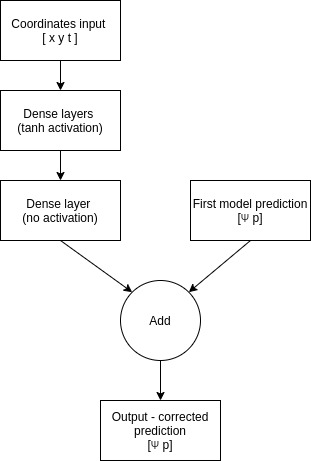 Coordinates input
[ x y t ]
Dense layers
(tanh activation)
Dense layer
(no activation)
First model prediction
[Ψ p]
Add
Output - corrected
prediction
[Ψ p]